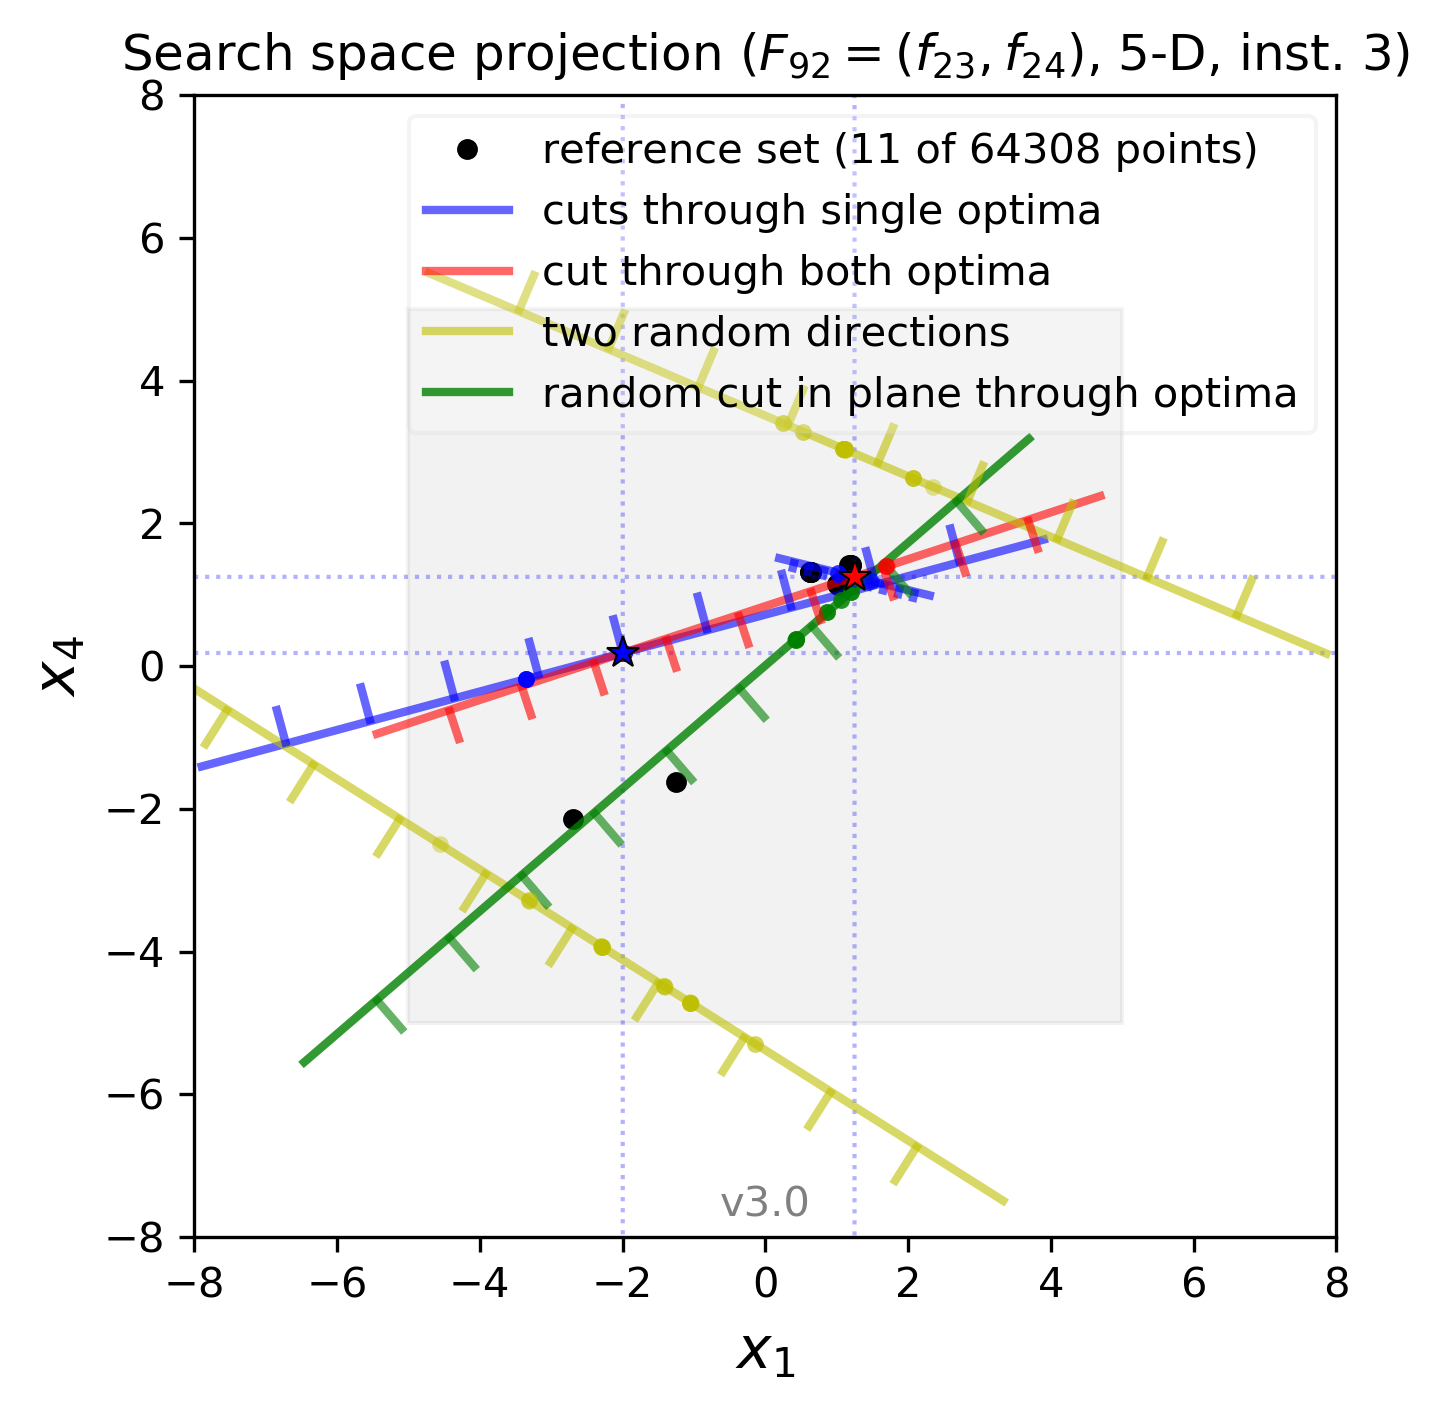 Search space projection (F₉₂ = (f₂₃, f₂₄), 5-D, inst. 3)
8
6
4
2
0
−2
−4
−6
−8
x₄
reference set (11 of 64308 points)
cuts through single optima
cut through both optima
two random directions
random cut in plane through optima
v3.0
−8 −6 −4 −2 0 2 4 6 8
x₁